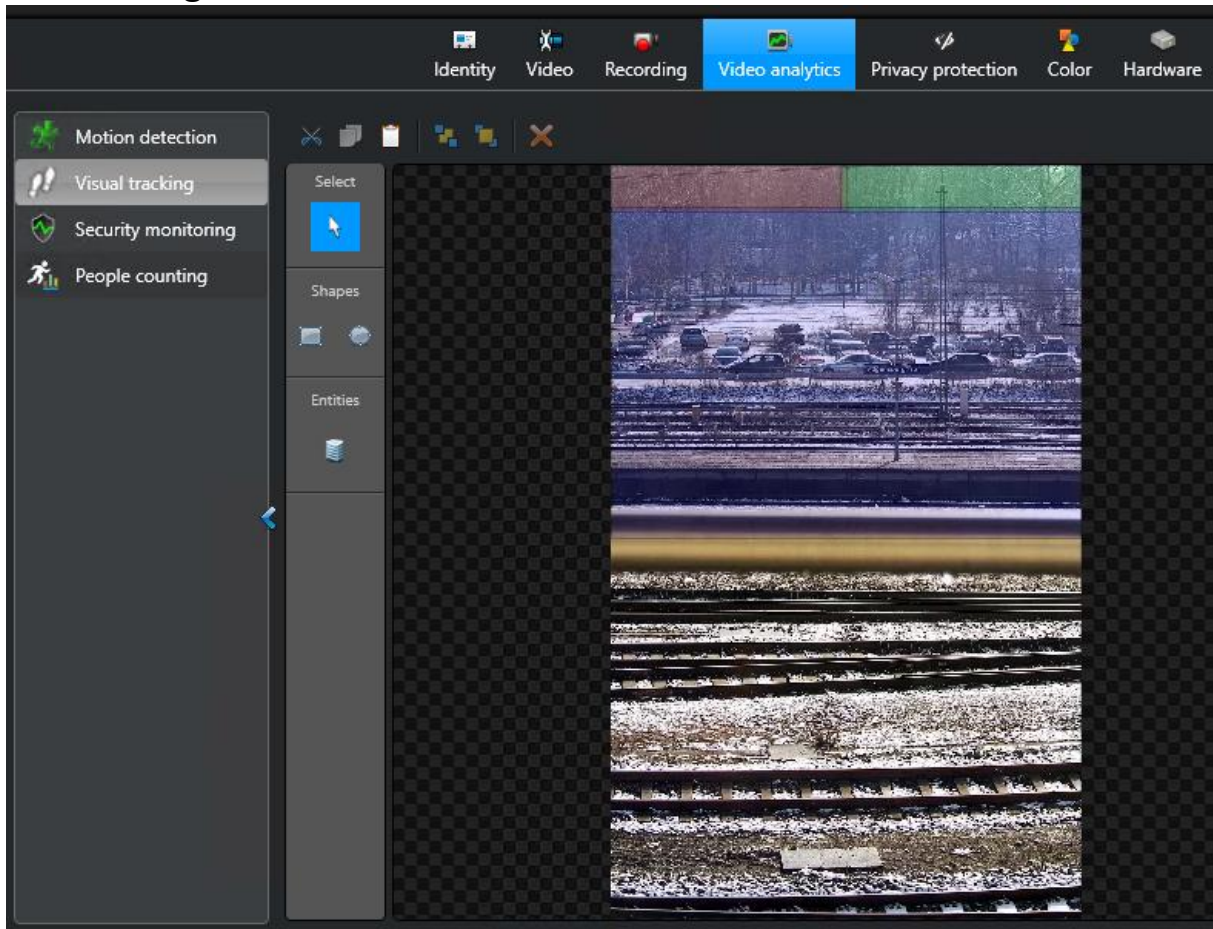 Identity Video Recording Video analytics Privacy protection Color Hardware
Motion detection
Visual tracking
Security monitoring
People counting
Select
Shapes
Entities